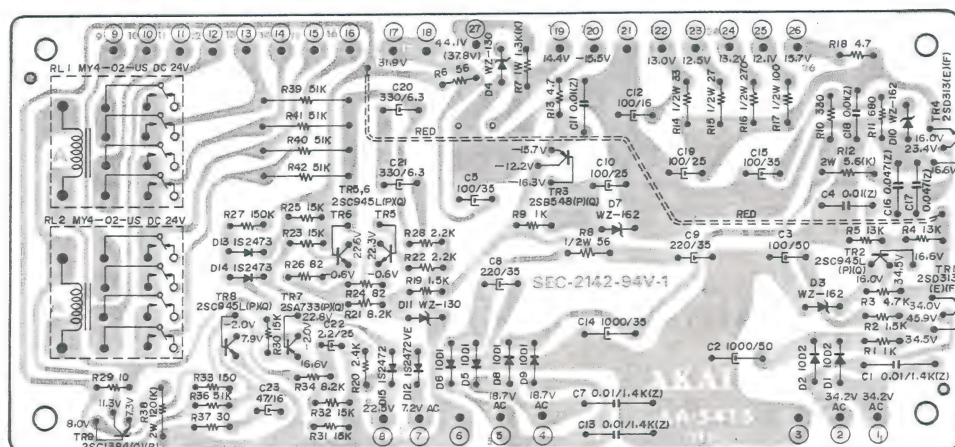 9 10 11 12 13 14 15 16 17 18 27 19 20 21 22 23 24 25 26
RL1 MY4-02-US DC 24V
RL2 MY4-02-US DC 24V
31.9V
44.1V
(37.8V)
R6 56
D4 WZ-130
R7 1W 1.3K(K)
14.4V
-15.5V
13.0V
12.5V
13.2V
12.1V
15.7V
R18 4.7
R39 51K
R41 51K
R40 51K
R42 51K
C20
330/6.3
C21
330/6.3
RED
R13 4.7
C11 0.01(Z)
C12
100/16
R14 1/2W 33
R15 1/2W 27
R16 1/2W 270
R17 1/2W 100
R10 330
C18 0.01(Z)
R11 680
D10 WZ-162
TR4
2SD313(E)(F)
16.0V
23.4V
R12
2W 5.6(K)
C4 0.01(Z)
C16 0.047(Z)
C17 0.047(Z)
-15.7V
-12.2V
-16.3V
TR3
2SB548(P)(Q)
C10
100/25
C19
100/25
C15
100/35
C5
100/35
TR5,6
2SC945L(P)(Q)
TR6
TR5
22.6V
22.3V
0.6V
-0.6V
R27 150K
R25 15K
R23 15K
R26 82
D13 1S2473
D14 1S2473
R28 2.2K
R22 2.2K
R19 1.5K
D11 WZ-130
R24 82
R21 8.2K
R9 1K
D7
WZ-162
R8
1/2W 56
RED
C6
220/35
SEC-2142-94V-1
C9
220/35
C3
100/50
R5 13K
R4 13K
TR2
2SC945L
(P)(Q)
16.0V
34.5V
16.6V
D3
WZ-162
R3 4.7K
34.0V
45.9V
R2 1.5K
34.5V
R1 1K
C1 0.01/1.4K(Z)
TR8
2SC945L(P)(Q)
-2.0V
7.9V
R30 15K
TR7
2SA733(P)(Q)
22.8V
-2.0V
16.6V
C22
2.2/25
R34 8.2K
R20 2.4K
D15 1S2472
D12 1S2472VE
D6 10D1
D5 10D1
D8 10D1
D9 10D1
C14 1000/35
C2 1000/50
D2 10D2
D1 10D2
R29 10
11.3V
8.0V
TR9
R38
2W 120(K)
R33 150
R36 51K
R37 30
C23
47/16
R32 15K
R31 15K
22.5V
7.2V AC
18.7V
AC
18.7V
AC
C7 0.01/1.4K(Z)
C13 0.01/1.4K(Z)
34.2V
AC
34.2V
AC
8 7 6 5 4 3 2 1